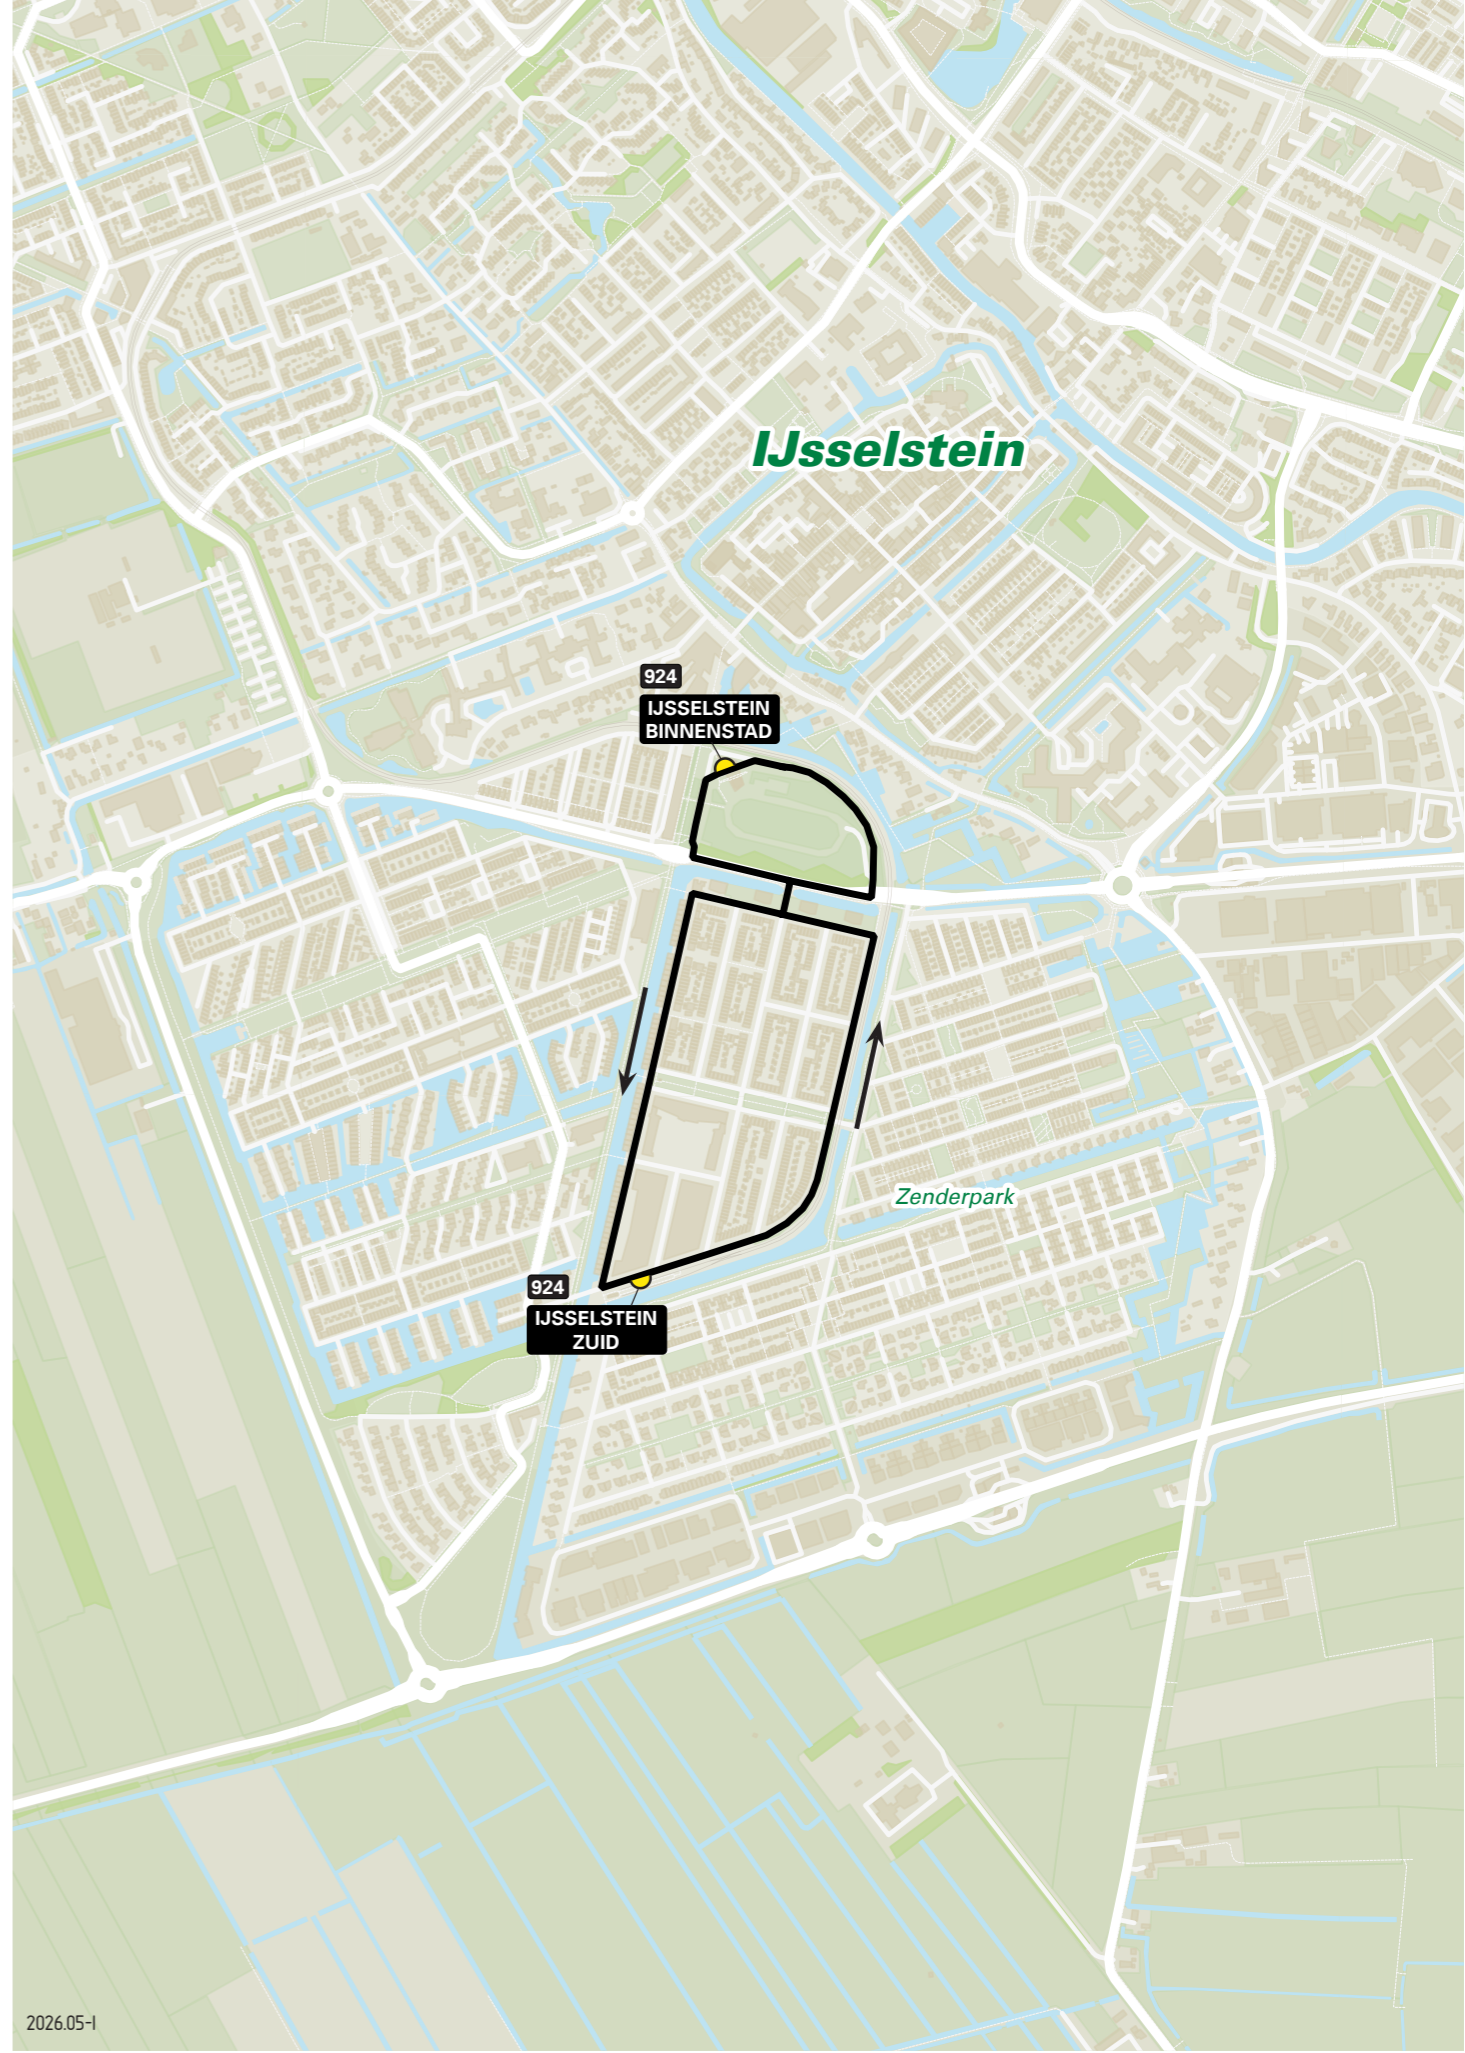 IJsselstein
924
IJSSELSTEIN
BINNENSTAD
Zenderpark
924
IJSSELSTEIN
ZUID
2026.05-I